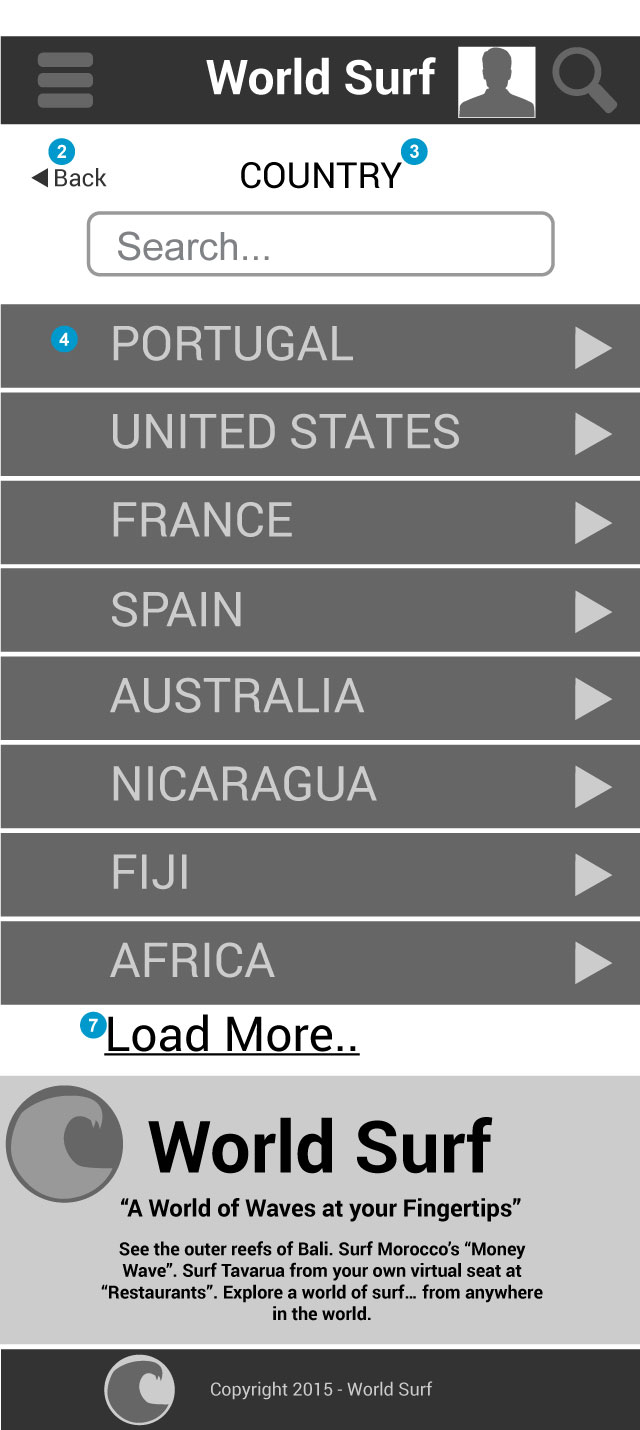 World Surf
2
3
Back
COUNTRY
Search...
4
PORTUGAL
UNITED STATES
FRANCE
SPAIN
AUSTRALIA
NICARAGUA
FIJI
AFRICA
7
Load More..
World Surf
“A World of Waves at your Fingertips”
See the outer reefs of Bali. Surf Morocco’s “Money
Wave”. Surf Tavarua from your own virtual seat at
“Restaurants”. Explore a world of surf... from anywhere
in the world.
Copyright 2015 - World Surf